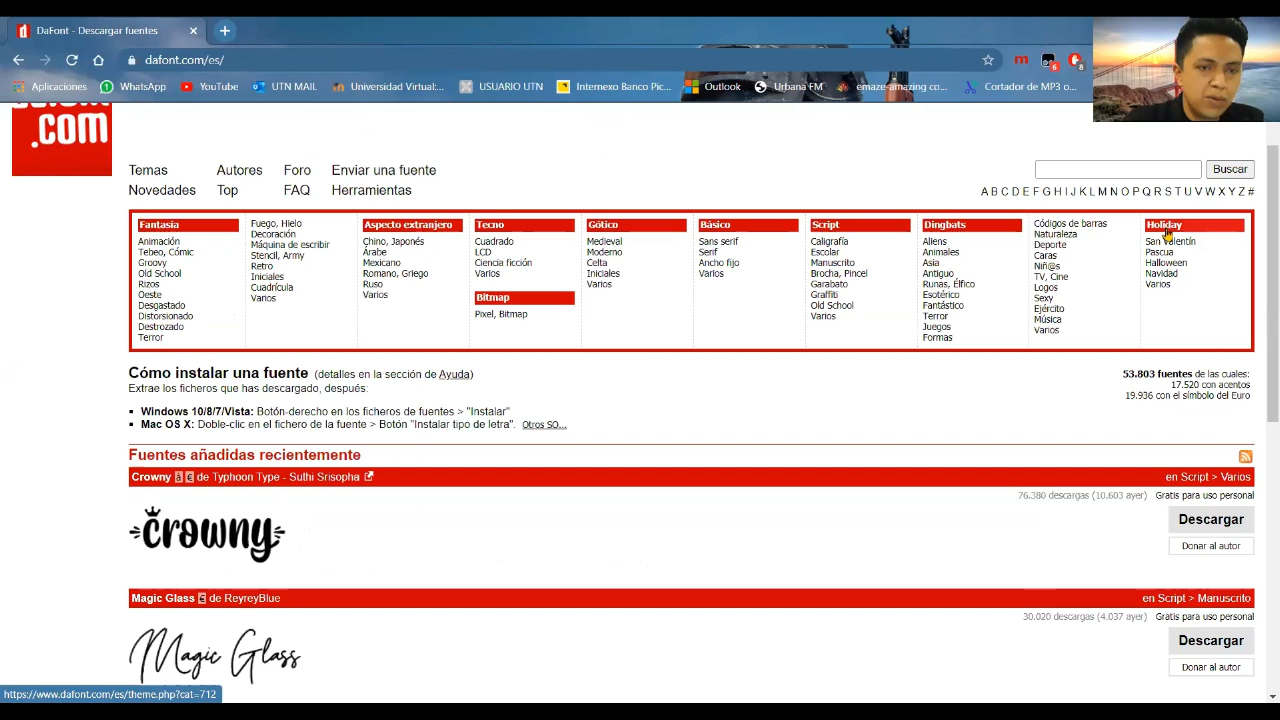 DaFont - Descargar fuentes
dafont.com/es/
6
8
Aplicaciones
WhatsApp
YouTube
UTN MAIL
Universidad Virtual:...
USUARIO UTN
Internexo Banco Pic...
Outlook
Urbana FM
emaze-amazing co...
Cortador de MP3 o...
.com
Temas Autores Foro Enviar una fuente
Novedades Top FAQ Herramientas
Buscar
A B C D E F G H I J K L M N O P Q R S T U V W X Y Z #
Fantasía
Animación
Tebeo, Cómic
Groovy
Old School
Rizos
Oeste
Desgastado
Distorsionado
Destrozado
Terror
Fuego, Hielo
Decoración
Máquina de escribir
Stencil, Army
Retro
Iniciales
Cuadrícula
Varios
Aspecto extranjero
Chino, Japonés
Árabe
Mexicano
Romano, Griego
Ruso
Varios
Tecno
Cuadrado
LCD
Ciencia ficción
Varios
Bitmap
Pixel, Bitmap
Gótico
Medieval
Moderno
Celta
Iniciales
Varios
Básico
Sans serif
Serif
Ancho fijo
Varios
Script
Caligrafía
Escolar
Manuscrito
Brocha, Pincel
Garabato
Graffiti
Old School
Varios
Dingbats
Aliens
Animales
Asia
Antiguo
Runas, Élfico
Esotérico
Fantástico
Terror
Juegos
Formas
Códigos de barras
Naturaleza
Deporte
Caras
Niñ@s
TV, Cine
Logos
Sexy
Ejército
Música
Varios
Holiday
San Valentín
Pascua
Halloween
Navidad
Varios
Cómo instalar una fuente (detalles en la sección de Ayuda)
Extrae los ficheros que has descargado, después:
Windows 10/8/7/Vista: Botón-derecho en los ficheros de fuentes > "Instalar"
Mac OS X: Doble-clic en el fichero de la fuente > Botón "Instalar tipo de letra". Otros SO...
53.803 fuentes de las cuales:
17.520 con acentos
19.936 con el símbolo del Euro
Fuentes añadidas recientemente
Crowny à € de Typhoon Type - Suthi Srisopha en Script > Varios
76.380 descargas (10.603 ayer) Gratis para uso personal
crowny
Descargar
Donar al autor
Magic Glass € de ReyreyBlue en Script > Manuscrito
30.020 descargas (4.037 ayer) Gratis para uso personal
Magic Glass
Descargar
Donar al autor
https://www.dafont.com/es/theme.php?cat=712